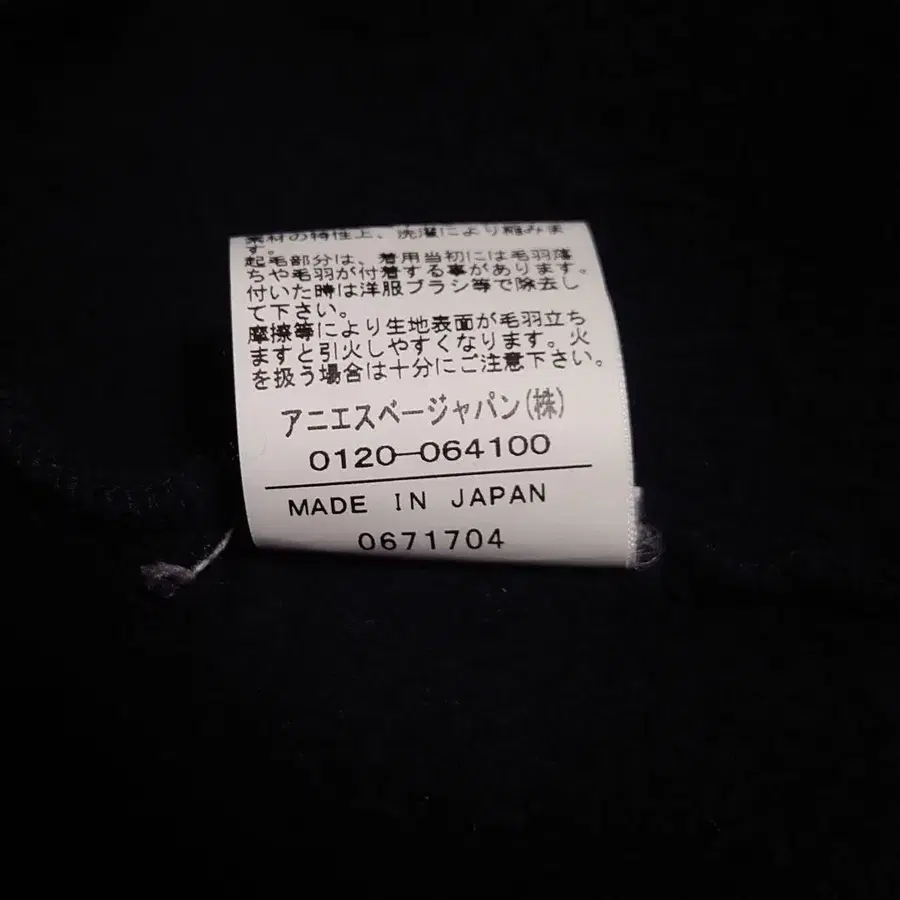 素材の特性上、洗濯により縮みま
す。
起毛部分は、着用当初には毛羽落
ちや毛羽が付着する事があります。
付いた時は洋服ブラシ等で除去し
て下さい。
摩擦等により生地表面が毛羽立ち
ますと引火しやすくなります。火
を扱う場合は十分にご注意下さい。
アニエスベージャパン(株)
0120-064100
MADE IN JAPAN
0671704